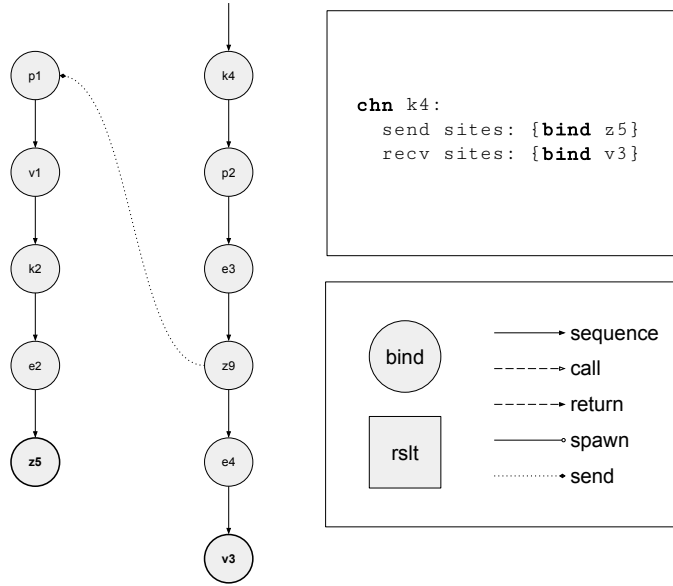 p1
v1
k2
e2
z5
k4
p2
e3
z9
e4
v3
chn k4:
send sites: {bind z5}
recv sites: {bind v3}
bind
rslt
sequence
call
return
spawn
send